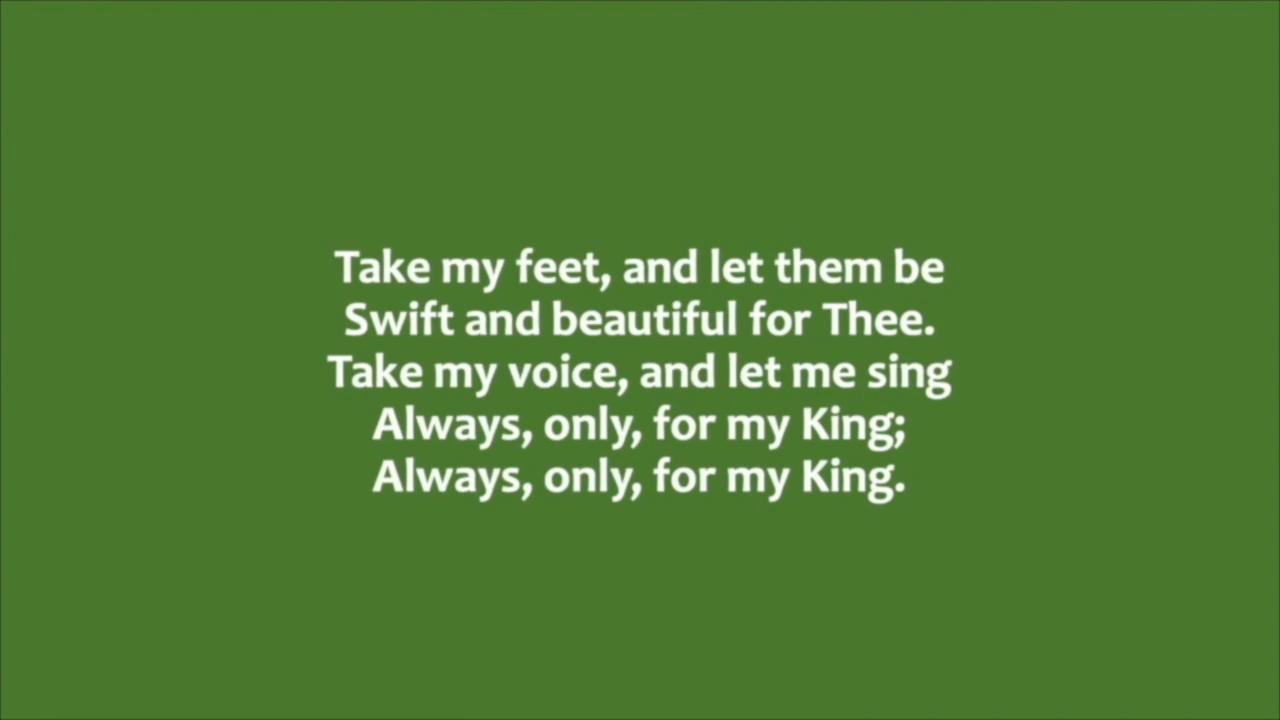 Take my feet, and let them be
Swift and beautiful for Thee.
Take my voice, and let me sing
Always, only, for my King;
Always, only, for my King.